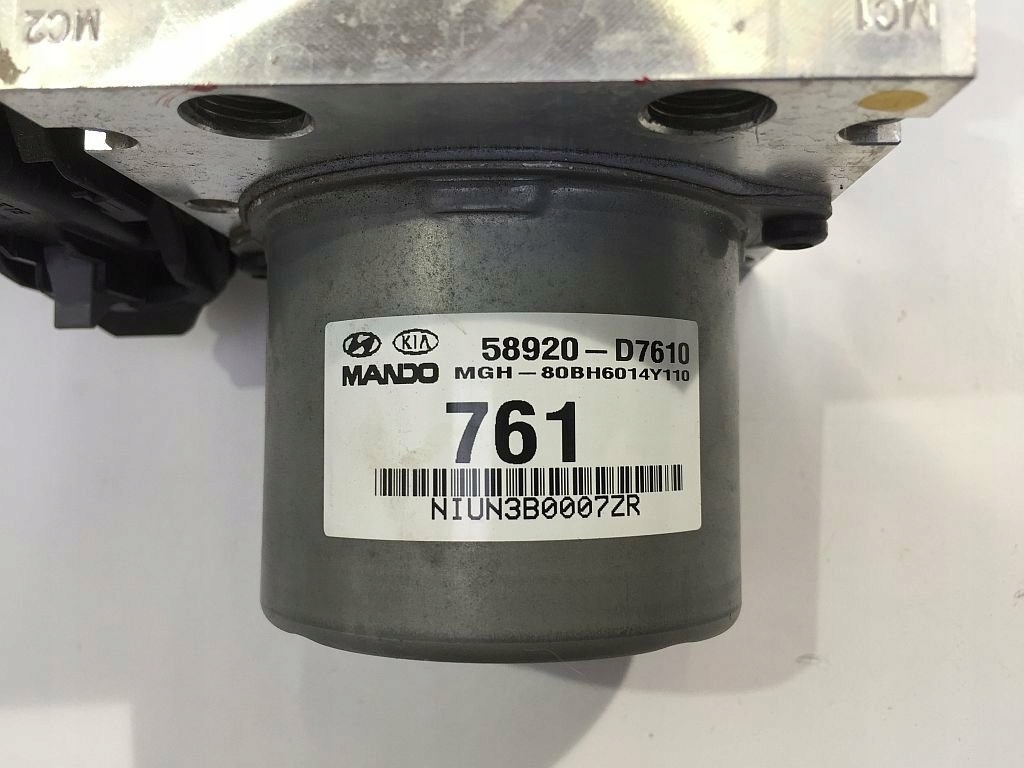 MC2 MC1
KIA 58920-D7610
MANDO MGH-80BH6014Y110
761
NIUN3B0007ZR